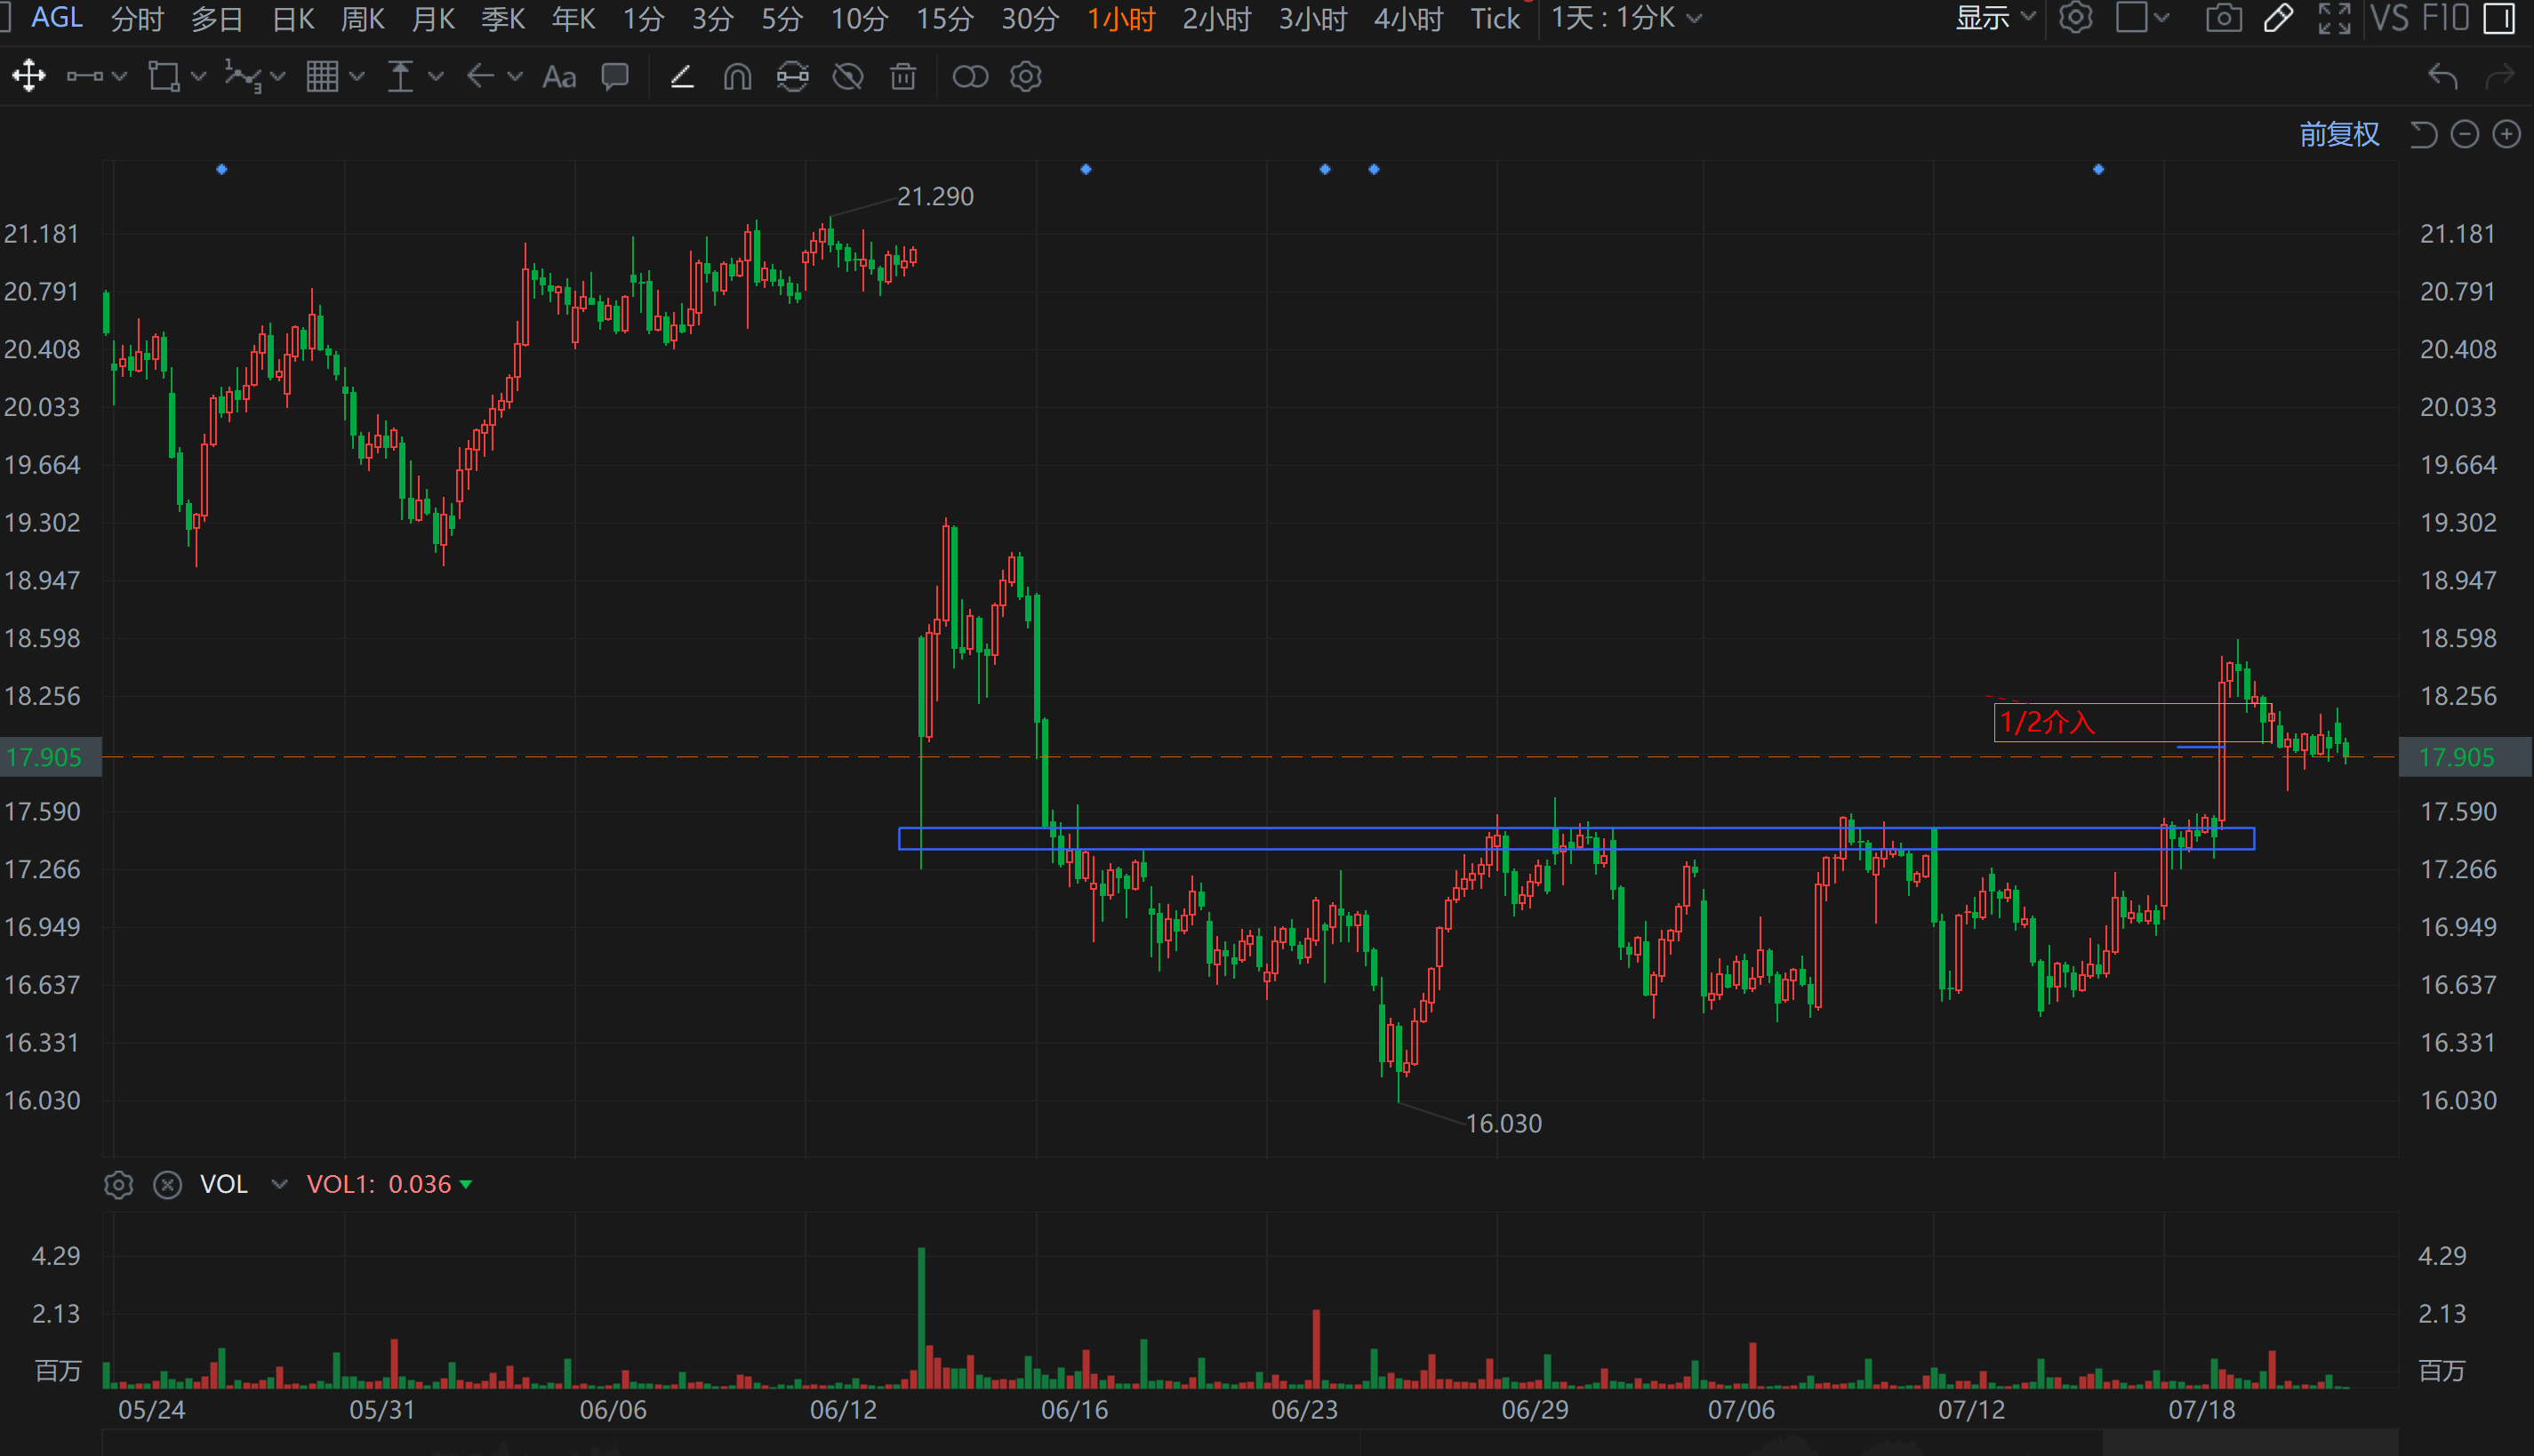 AGL 分时 多日 日K 周K 月K 季K 年K 1分 3分 5分 10分 15分 30分 1小时 2小时 3小时 4小时 Tick 1天 : 1分K 显示 VS F10
Aa
前复权
21.290
21.181 21.181
20.791 20.791
20.408 20.408
20.033 20.033
19.664 19.664
19.302 19.302
18.947 18.947
18.598 18.598
18.256 18.256
1/2介入
17.905 17.905
17.590 17.590
17.266 17.266
16.949 16.949
16.637 16.637
16.331 16.331
16.030 16.030
16.030
VOL VOL1: 0.036
4.29 4.29
2.13 2.13
百万 百万
05/24 05/31 06/06 06/12 06/16 06/23 06/29 07/06 07/12 07/18